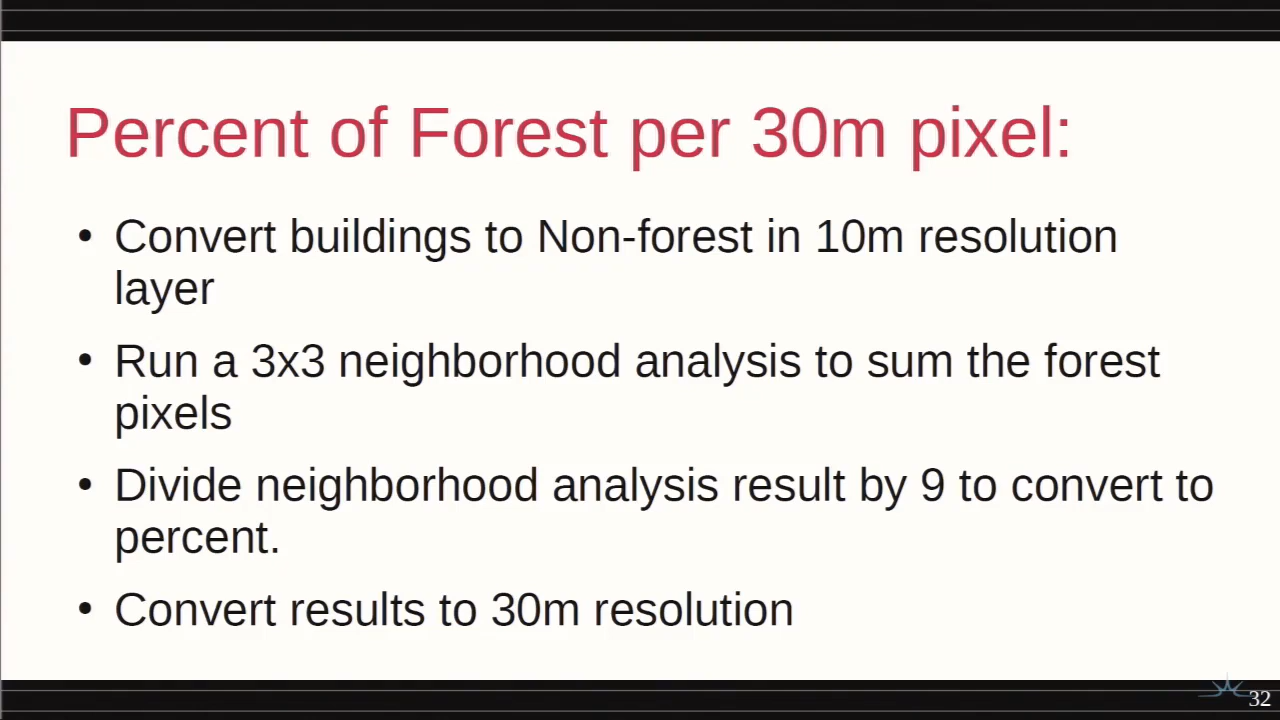 Percent of Forest per 30m pixel:
• Convert buildings to Non-forest in 10m resolution
layer
• Run a 3x3 neighborhood analysis to sum the forest
pixels
• Divide neighborhood analysis result by 9 to convert to
percent.
• Convert results to 30m resolution
32